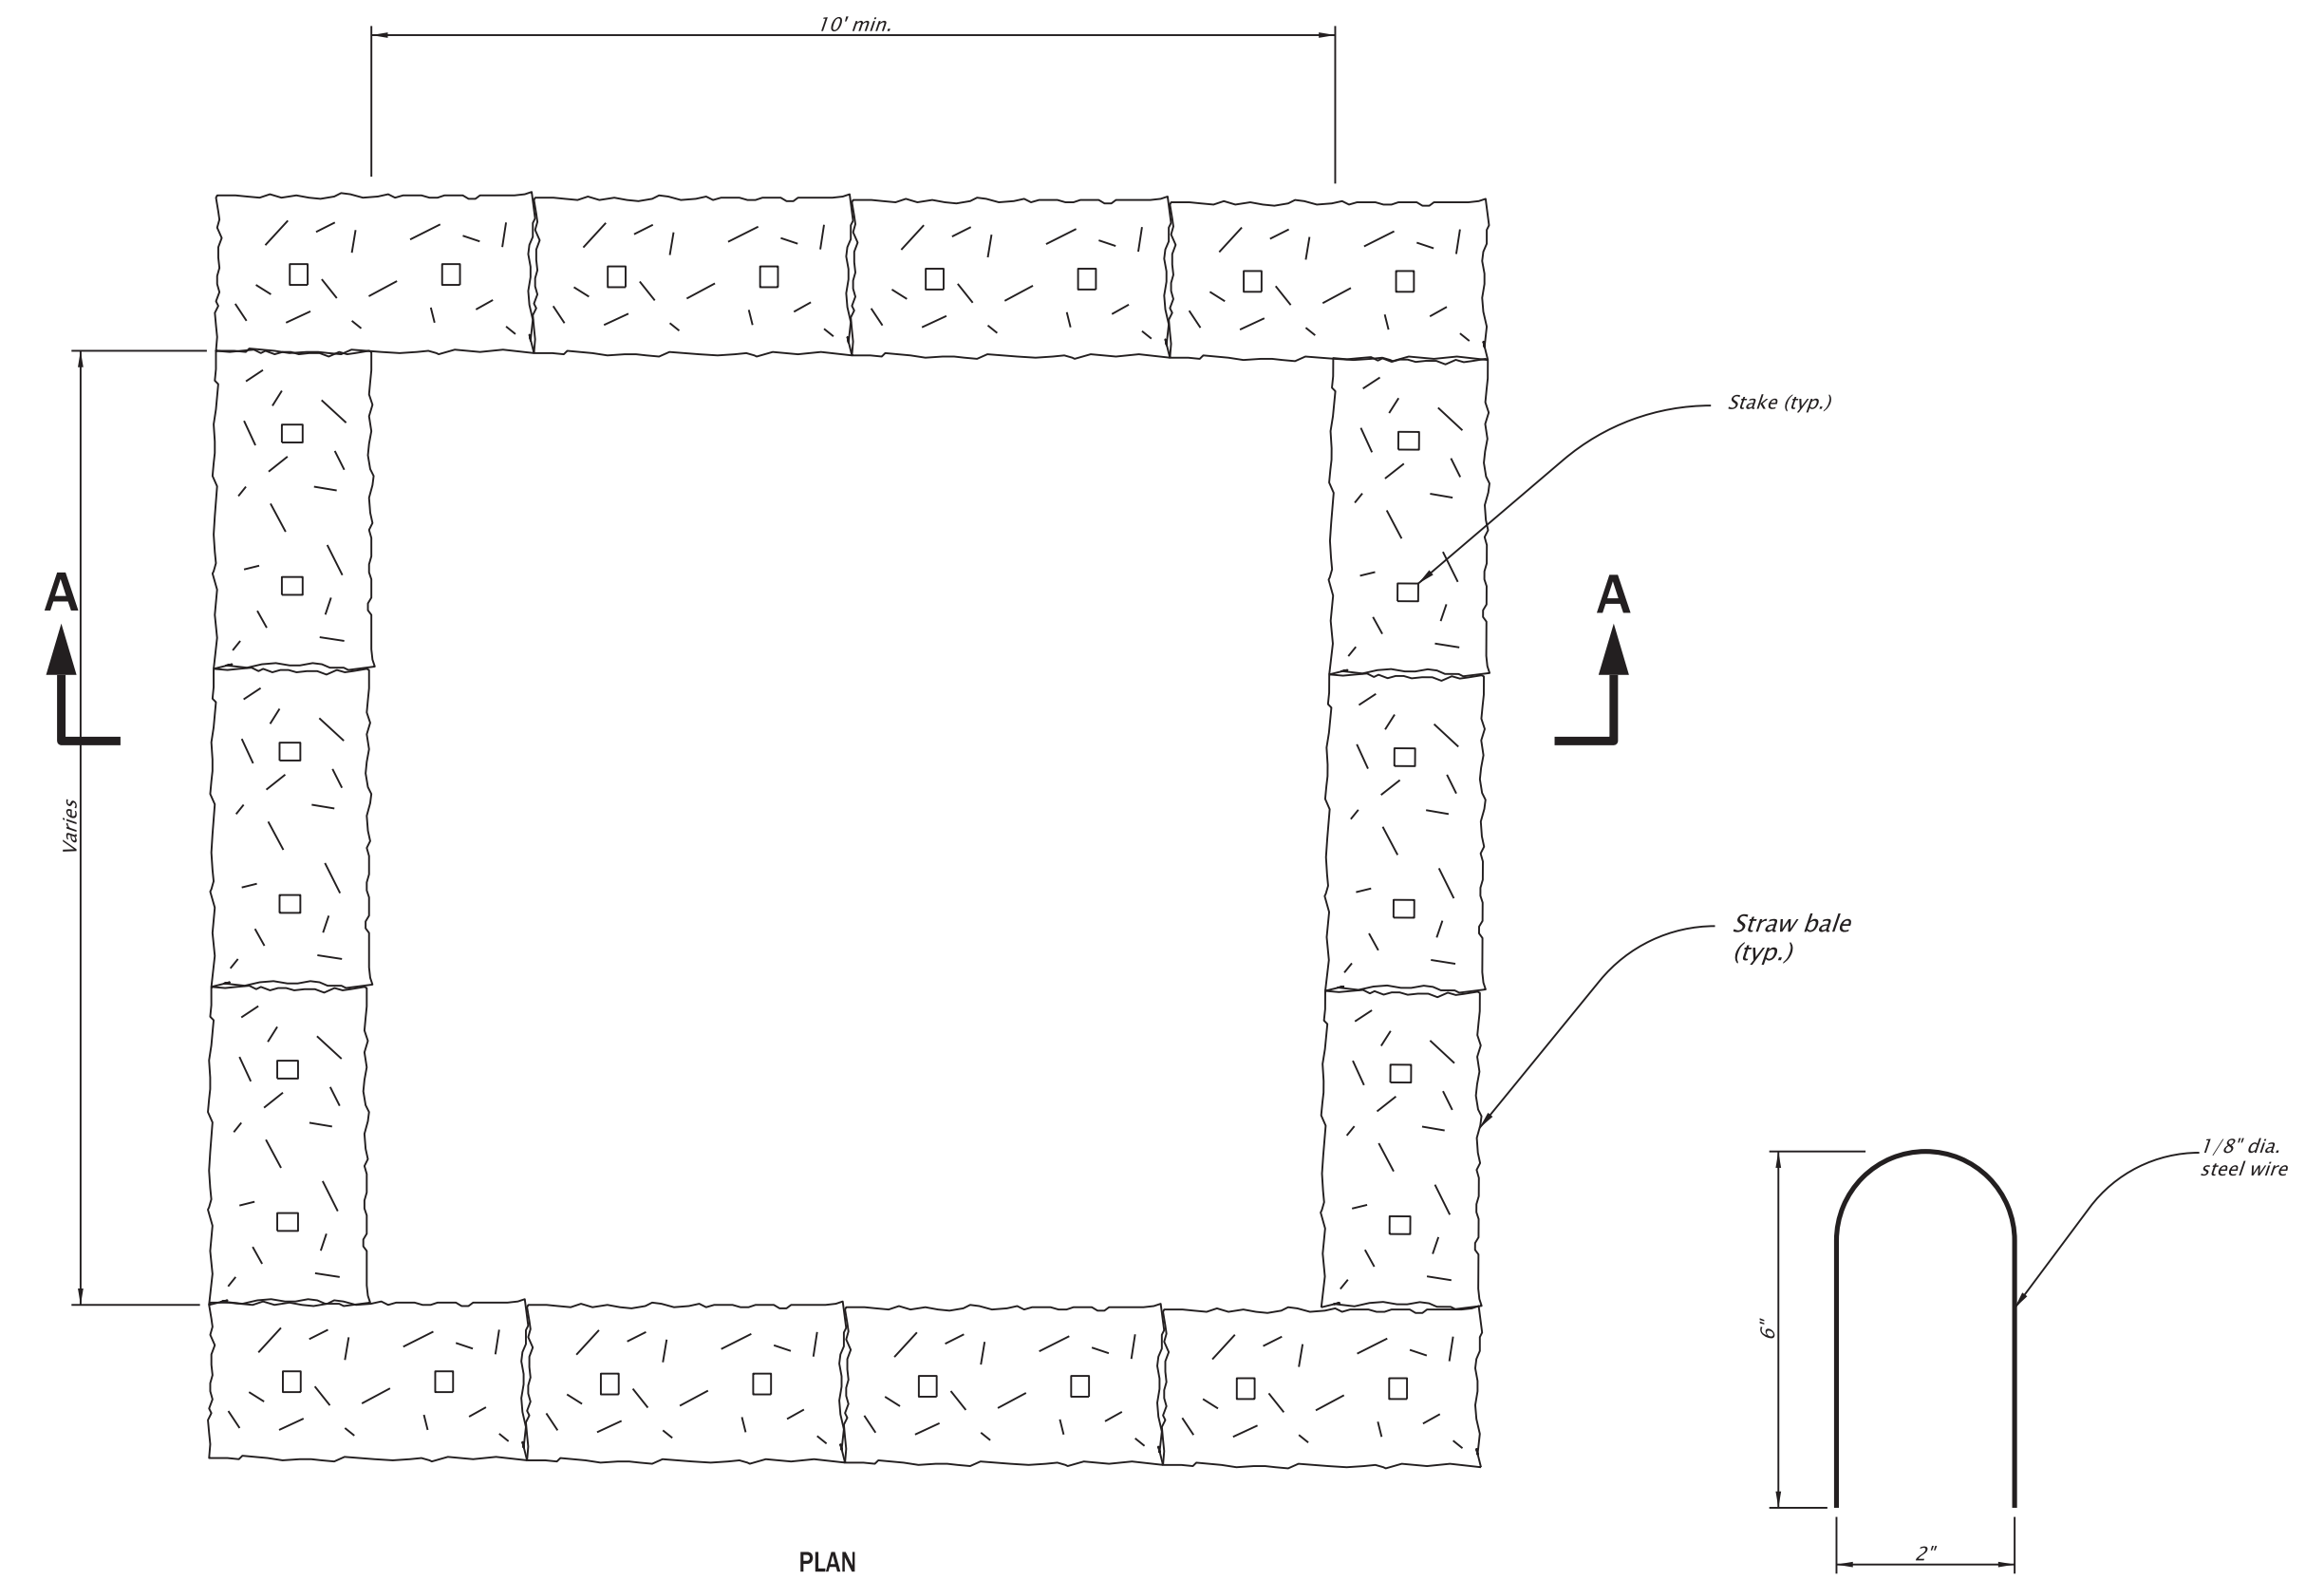 10' min.
Stake (typ.)
A
A
Varies
Straw bale
(typ.)
1/8" dia.
steel wire
6"
2"
PLAN